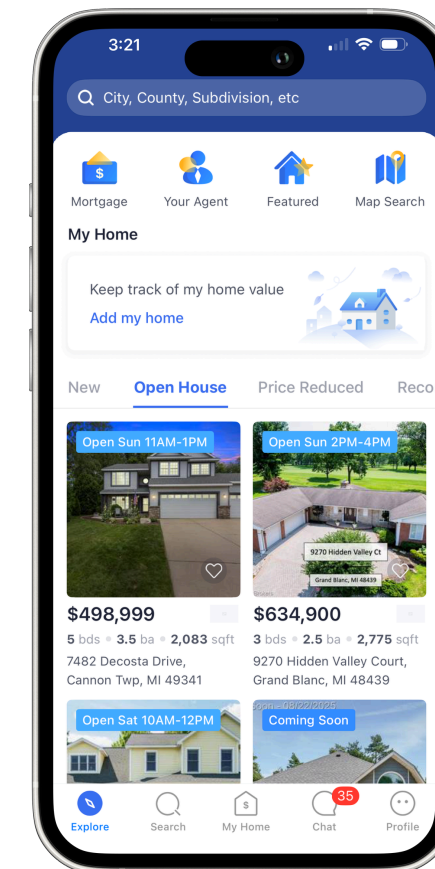 3:21
City, County, Subdivision, etc
Mortgage
Your Agent
Featured
Map Search
My Home
Keep track of my home value
Add my home
New
Open House
Price Reduced
Reco
Open Sun 11AM-1PM
$498,999
5 bds 3.5 ba 2,083 sqft
7482 Decosta Drive,
Cannon Twp, MI 49341
Open Sun 2PM-4PM
9270 Hidden Valley Ct
Grand Blanc, MI 48439
$634,900
3 bds 2.5 ba 2,775 sqft
9270 Hidden Valley Court,
Grand Blanc, MI 48439
Open Sat 10AM-12PM
soon - 08/22/2025
Coming Soon
Explore
Search
$
My Home
35
Chat
Profile